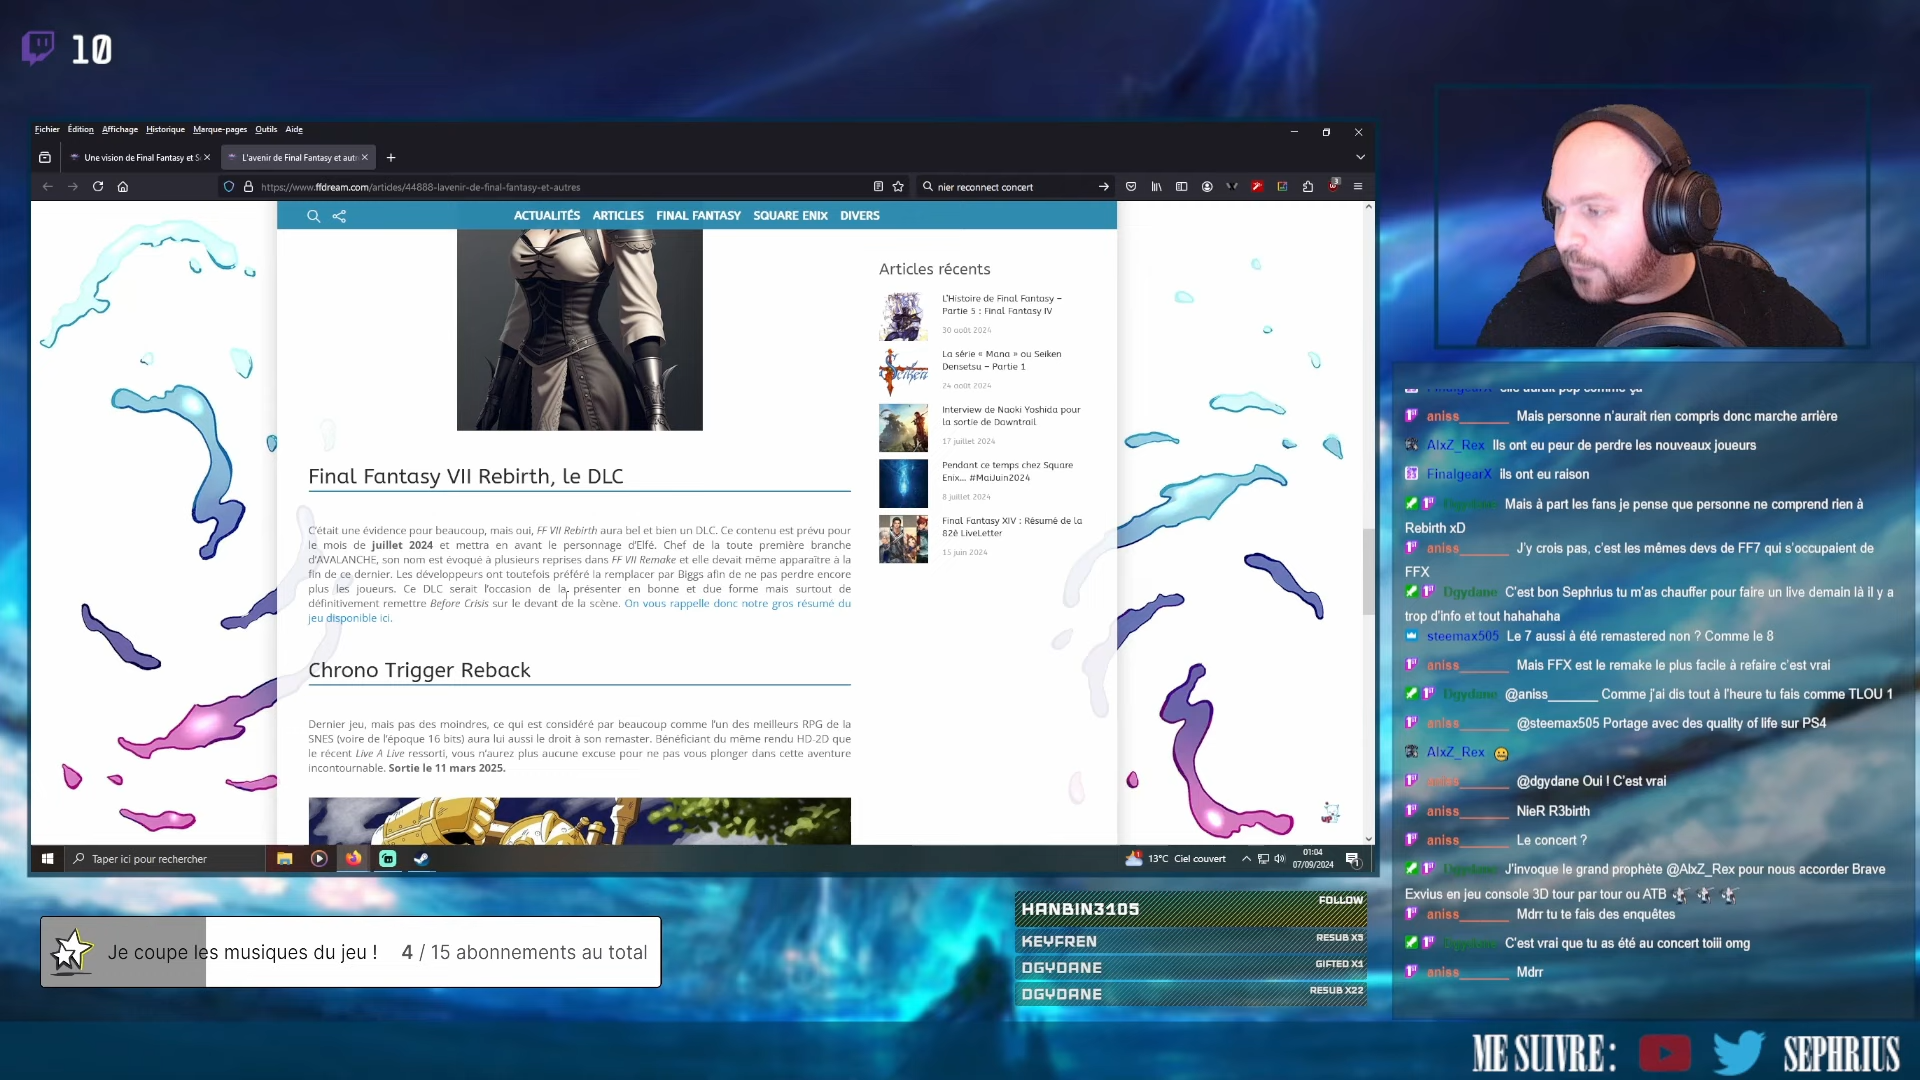 10
Fichier Édition Affichage Historique Marque-pages Outils Aide
Une vision de Final Fantasy et S
L'avenir de Final Fantasy et autr
https://www.ffdream.com/articles/44888-lavenir-de-final-fantasy-et-autres
nier reconnect concert
ACTUALITÉS ARTICLES FINAL FANTASY SQUARE ENIX DIVERS
Final Fantasy VII Rebirth, le DLC
C'était une évidence pour beaucoup, mais oui, FF VII Rebirth aura bel et bien un DLC. Ce contenu est prévu pour
le mois de juillet 2024 et mettra en avant le personnage d'Elfé. Chef de la toute première branche
d'AVALANCHE, son nom est évoqué à plusieurs reprises dans FF VII Remake et elle devait même apparaître à la
fin de ce dernier. Les développeurs ont toutefois préféré la remplacer par Biggs afin de ne pas perdre encore
plus les joueurs. Ce DLC serait l'occasion de la présenter en bonne et due forme mais surtout de
définitivement remettre Before Crisis sur le devant de la scène. On vous rappelle donc notre gros résumé du
jeu disponible ici.
Chrono Trigger Reback
Dernier jeu, mais pas des moindres, ce qui est considéré par beaucoup comme l'un des meilleurs RPG de la
SNES (voire de l'époque 16 bits) aura lui aussi le droit à son remaster. Bénéficiant du même rendu HD-2D que
le récent Live A Live ressorti, vous n'aurez plus aucune excuse pour ne pas vous plonger dans cette aventure
incontournable. Sortie le 11 mars 2025.
Articles récents
L'Histoire de Final Fantasy –
Partie 5 : Final Fantasy IV
30 août 2024
La série « Mana » ou Seiken
Densetsu – Partie 1
24 août 2024
Interview de Naoki Yoshida pour
la sortie de Dawntrail
17 juillet 2024
Pendant ce temps chez Square
Enix... #MaiJuin2024
8 juillet 2024
Final Fantasy XIV : Résumé de la
82è LiveLetter
15 juin 2024
UP!
Taper ici pour rechercher
13°C Ciel couvert
01:04
07/09/2024
aniss_______ Mais personne n'aurait rien compris donc marche arrière
AlxZ_Rex Ils ont eu peur de perdre les nouveaux joueurs
FinalgearX ils ont eu raison
Dgydane Mais à part les fans je pense que personne ne comprend rien à
Rebirth xD
aniss_______ J'y crois pas, c'est les mêmes devs de FF7 qui s'occupaient de
FFX
Dgydane C'est bon Sephrius tu m'as chauffer pour faire un live demain là il y a
trop d'info et tout hahahaha
steemax505 Le 7 aussi à été remastered non ? Comme le 8
aniss_______ Mais FFX est le remake le plus facile à refaire c'est vrai
Dgydane @aniss_______ Comme j'ai dis tout à l'heure tu fais comme TLOU 1
aniss_______ @steemax505 Portage avec des quality of life sur PS4
AlxZ_Rex
aniss_______ @dgydane Oui ! C'est vrai
aniss_______ NieR R3birth
aniss_______ Le concert ?
Dgydane J'invoque le grand prophète @AlxZ_Rex pour nous accorder Brave
Exvius en jeu console 3D tour par tour ou ATB
aniss_______ Mdrr tu te fais des enquêtes
Dgydane C'est vrai que tu as été au concert toiii omg
aniss_______ Mdrr
Je coupe les musiques du jeu ! 4 / 15 abonnements au total
HANBIN3105 FOLLOW
KEYFREN RESUB X5
DGYDANE GIFTED X1
DGYDANE RESUB X22
ME SUIVRE : SEPHRIUS